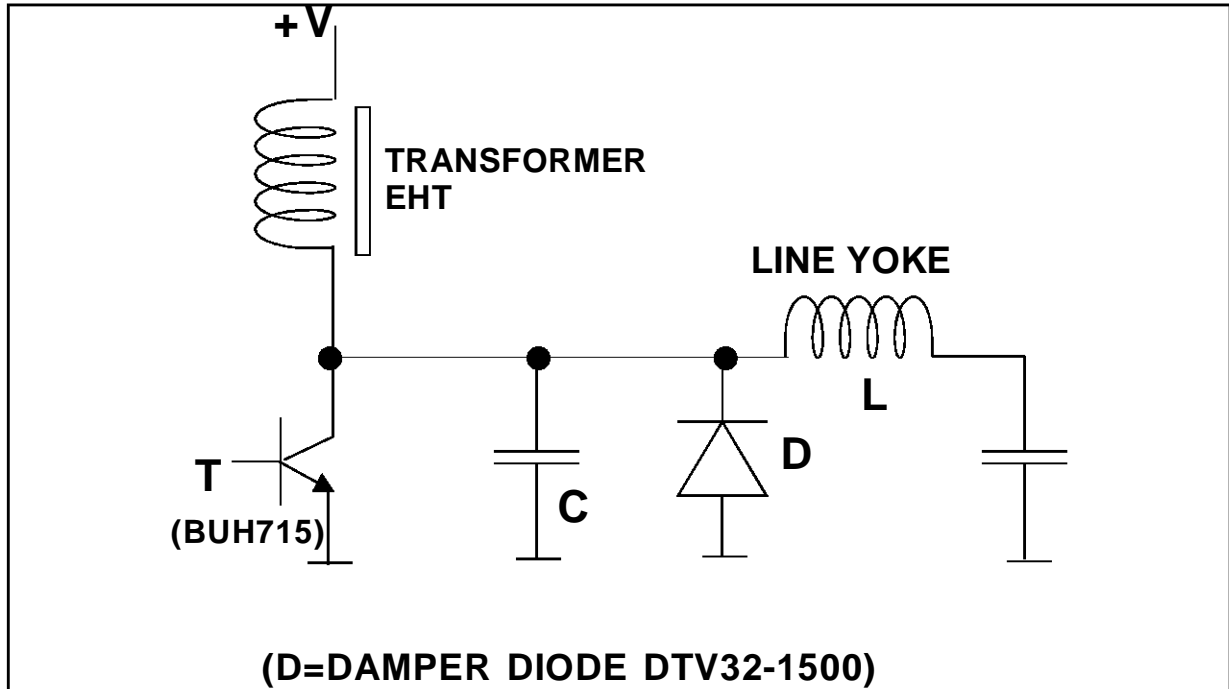 +V
TRANSFORMER
EHT
LINE YOKE
L
T
(BUH715)
C
D
(D=DAMPER DIODE DTV32-1500)